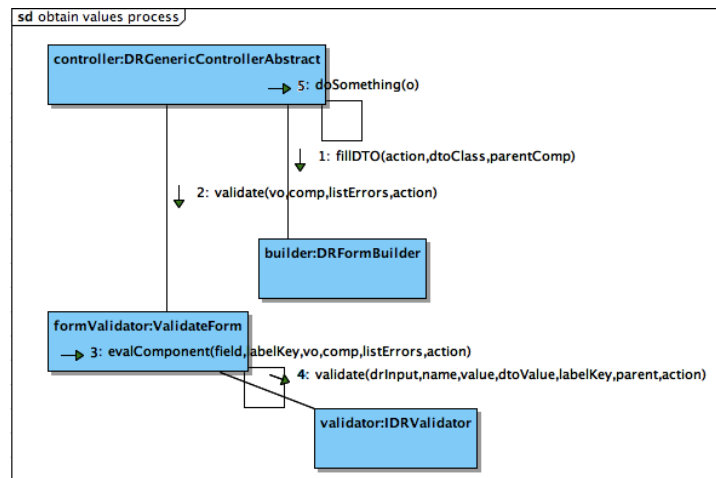 sd obtain values process
controller:DRGenericControllerAbstract
5: doSomething(o)
1: fillDTO(action,dtoClass,parentComp)
2: validate(vo,comp,listErrors,action)
builder:DRFormBuilder
formValidator:ValidateForm
3: evalComponent(field,labelKey,vo,comp,listErrors,action)
4: validate(drInput,name,value,dtoValue,labelKey,parent,action)
validator:IDRValidator